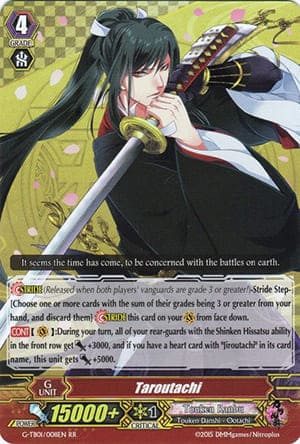 4
GRADE
It seems the time has come, to be concerned with the battles on earth.
STRIDE (Released when both players' vanguards are grade 3 or greater!)-Stride Step-
[Choose one or more cards with the sum of their grades being 3 or greater from your
hand, and discard them] STRIDE this card on your (V) from face down.
CONT [(V)]:During your turn, all of your rear-guards with the Shinken Hissatsu ability
in the front row get +3000, and if you have a heart card with "Jiroutachi" in its card
name, this unit gets +5000.
G
UNIT
Taroutachi
POWER
15000+
1
CRITICAL
Touken Ranbu
Touken Danshi - Ootachi
G-TB01/008EN RR
©2015 DMMgames/Nitroplus